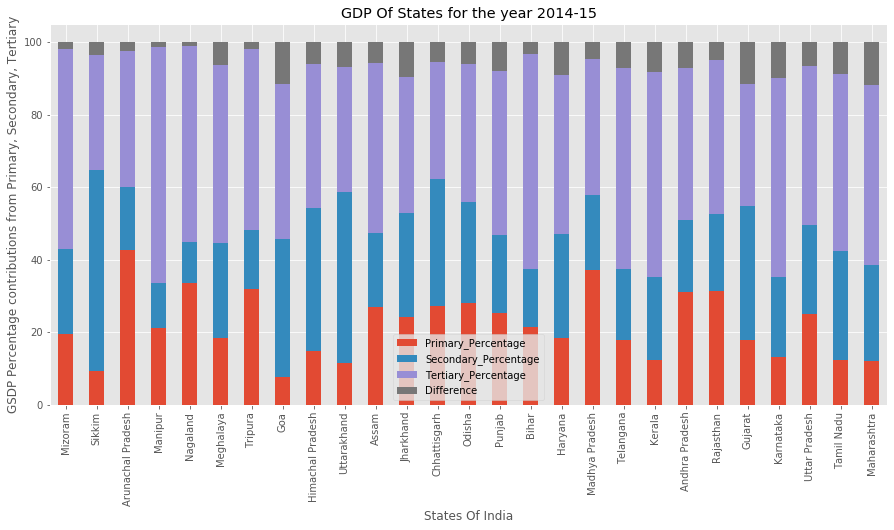 GDP Of States for the year 2014-15
GSDP Percentage contributions from Primary, Secondary, Tertiary
100
80
60
40
20
0
Primary_Percentage
Secondary_Percentage
Tertiary_Percentage
Difference
Mizoram
Sikkim
Arunachal Pradesh
Manipur
Nagaland
Meghalaya
Tripura
Goa
Himachal Pradesh
Uttarakhand
Assam
Jharkhand
Chhattisgarh
Odisha
Punjab
Bihar
Haryana
Madhya Pradesh
Telangana
Kerala
Andhra Pradesh
Rajasthan
Gujarat
Karnataka
Uttar Pradesh
Tamil Nadu
Maharashtra
States Of India